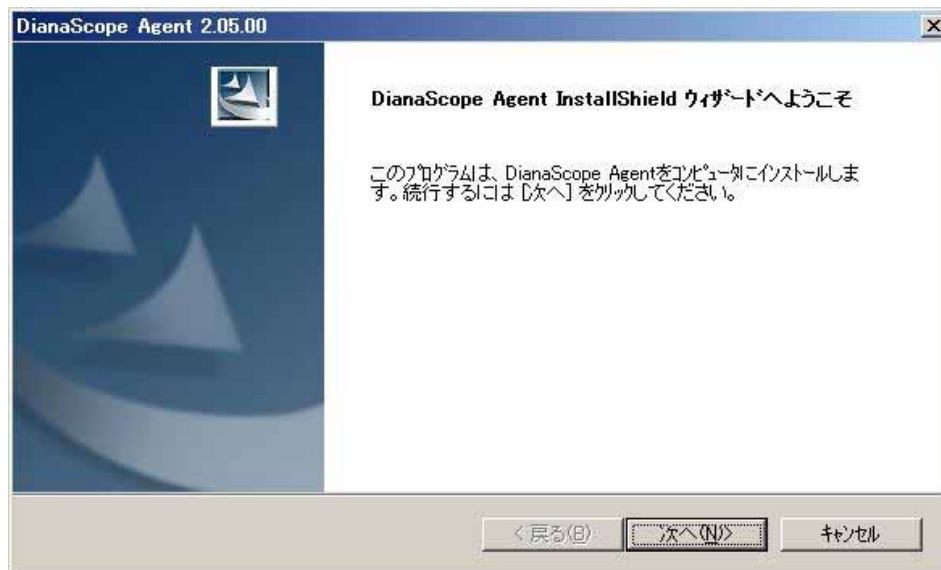 DianaScope Agent 2.05.00
DianaScope Agent InstallShield ウィザードへようこそ
このプログラムは、DianaScope Agentをコンピュータにインストールしま
す。続行するには [次へ] をクリックしてください。
< 戻る(B)
次へ(N)>
キャンセル